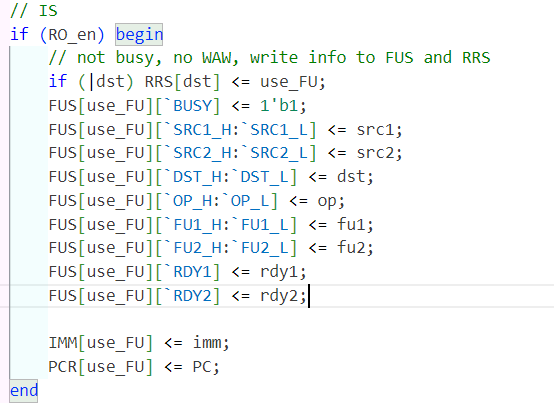 // IS
if (RO_en) begin
// not busy, no WAW, write info to FUS and RRS
if (|dst) RRS[dst] <= use_FU;
FUS[use_FU][`BUSY] <= 1'b1;
FUS[use_FU][`SRC1_H:`SRC1_L] <= src1;
FUS[use_FU][`SRC2_H:`SRC2_L] <= src2;
FUS[use_FU][`DST_H:`DST_L] <= dst;
FUS[use_FU][`OP_H:`OP_L] <= op;
FUS[use_FU][`FU1_H:`FU1_L] <= fu1;
FUS[use_FU][`FU2_H:`FU2_L] <= fu2;
FUS[use_FU][`RDY1] <= rdy1;
FUS[use_FU][`RDY2] <= rdy2;
IMM[use_FU] <= imm;
PCR[use_FU] <= PC;
end